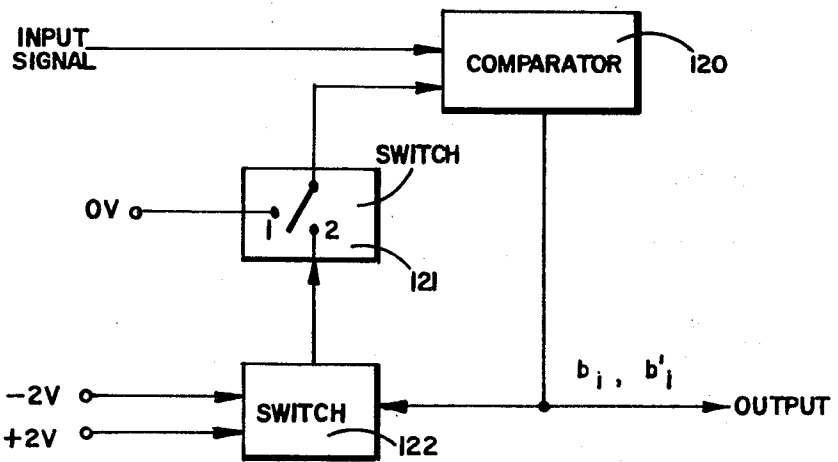 INPUT
SIGNAL
COMPARATOR
120
SWITCH
0V
1
2
121
-2V
+2V
SWITCH
122
b i , b' i
OUTPUT